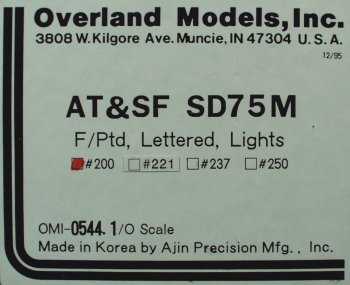 Overland Models, Inc.
3808 W. Kilgore Ave. Muncie, IN 47304 U.S.A.
12/95
AT&SF SD75M
F/Ptd, Lettered, Lights
#200 #221 #237 #250
OMI-0544.1/O Scale
Made in Korea by Ajin Precision Mfg., Inc.